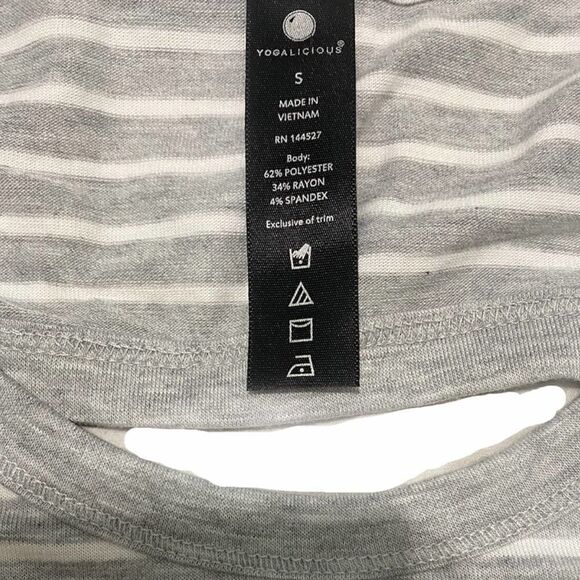 YOGALICIOUS®
S
MADE IN
VIETNAM
RN 144527
Body:
62% POLYESTER
34% RAYON
4% SPANDEX
Exclusive of trim